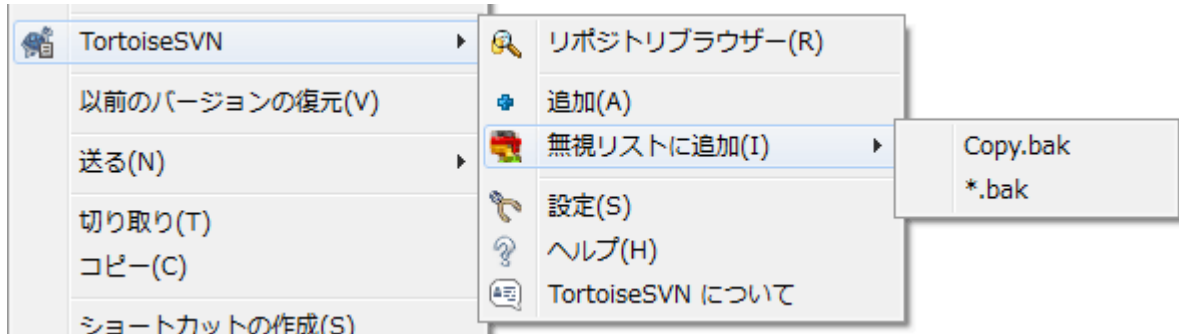 TortoiseSVN
以前のバージョンの復元(V)
送る(N)
切り取り(T)
コピー(C)
ショートカットの作成(S)
リポジトリブラウザー(R)
追加(A)
無視リストに追加(I)
設定(S)
ヘルプ(H)
TortoiseSVN について
Copy.bak
*.bak